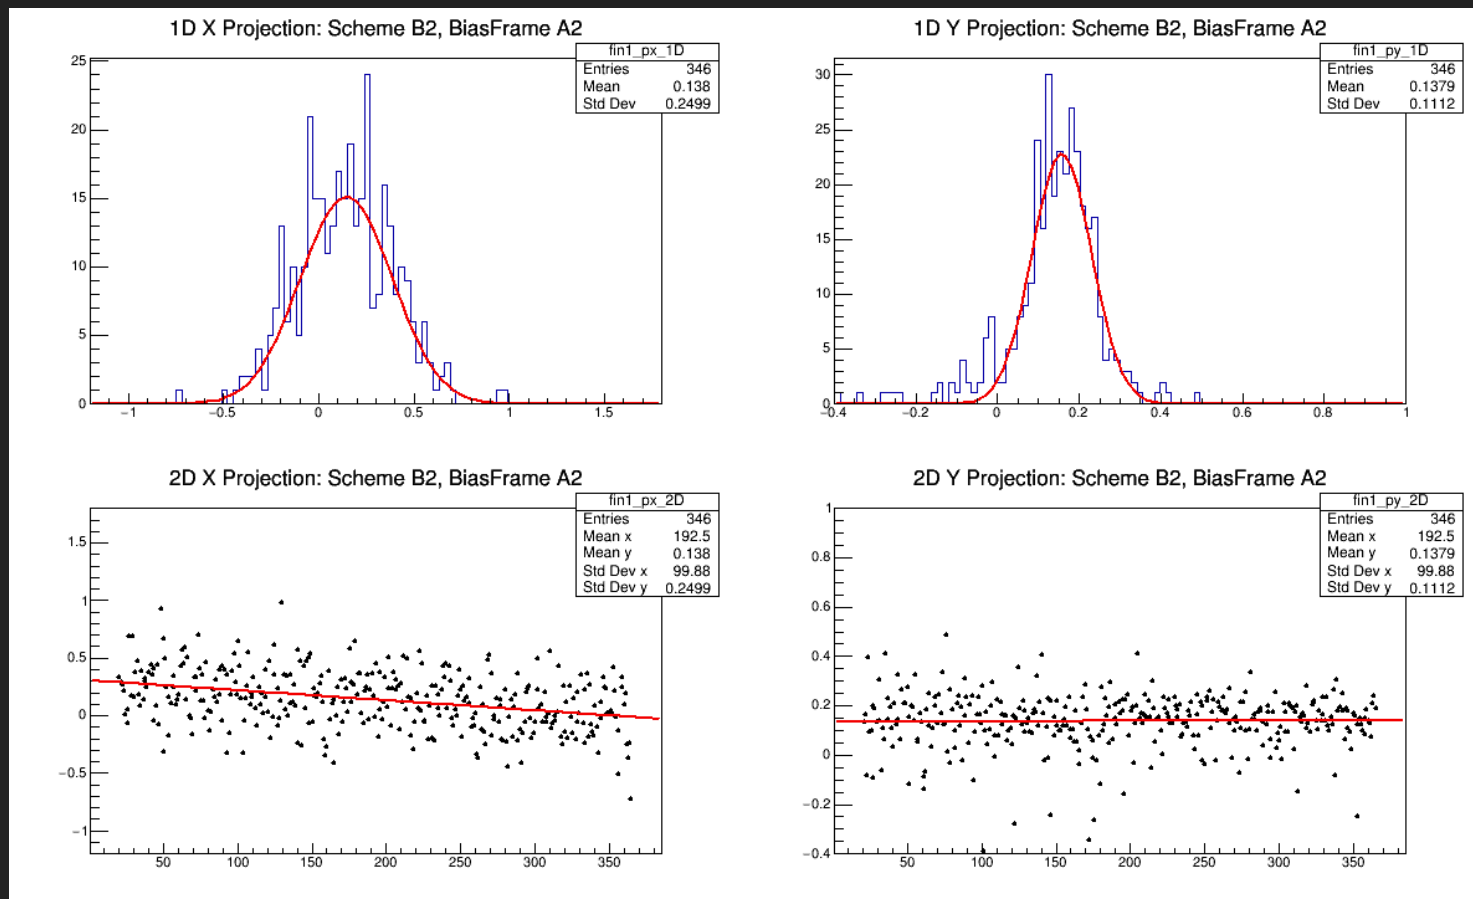 1D X Projection: Scheme B2, BiasFrame A2
fin1_px_1D
Entries 346
Mean 0.138
Std Dev 0.2499
25
20
15
10
5
0
−1 −0.5 0 0.5 1 1.5
1D Y Projection: Scheme B2, BiasFrame A2
fin1_py_1D
Entries 346
Mean 0.1379
Std Dev 0.1112
30
25
20
15
10
5
0
−0.4 −0.2 0 0.2 0.4 0.6 0.8 1
2D X Projection: Scheme B2, BiasFrame A2
fin1_px_2D
Entries 346
Mean x 192.5
Mean y 0.138
Std Dev x 99.88
Std Dev y 0.2499
1.5
1
0.5
0
−0.5
−1
50 100 150 200 250 300 350
2D Y Projection: Scheme B2, BiasFrame A2
fin1_py_2D
Entries 346
Mean x 192.5
Mean y 0.1379
Std Dev x 99.88
Std Dev y 0.1112
1
0.8
0.6
0.4
0.2
0
−0.2
−0.4
50 100 150 200 250 300 350